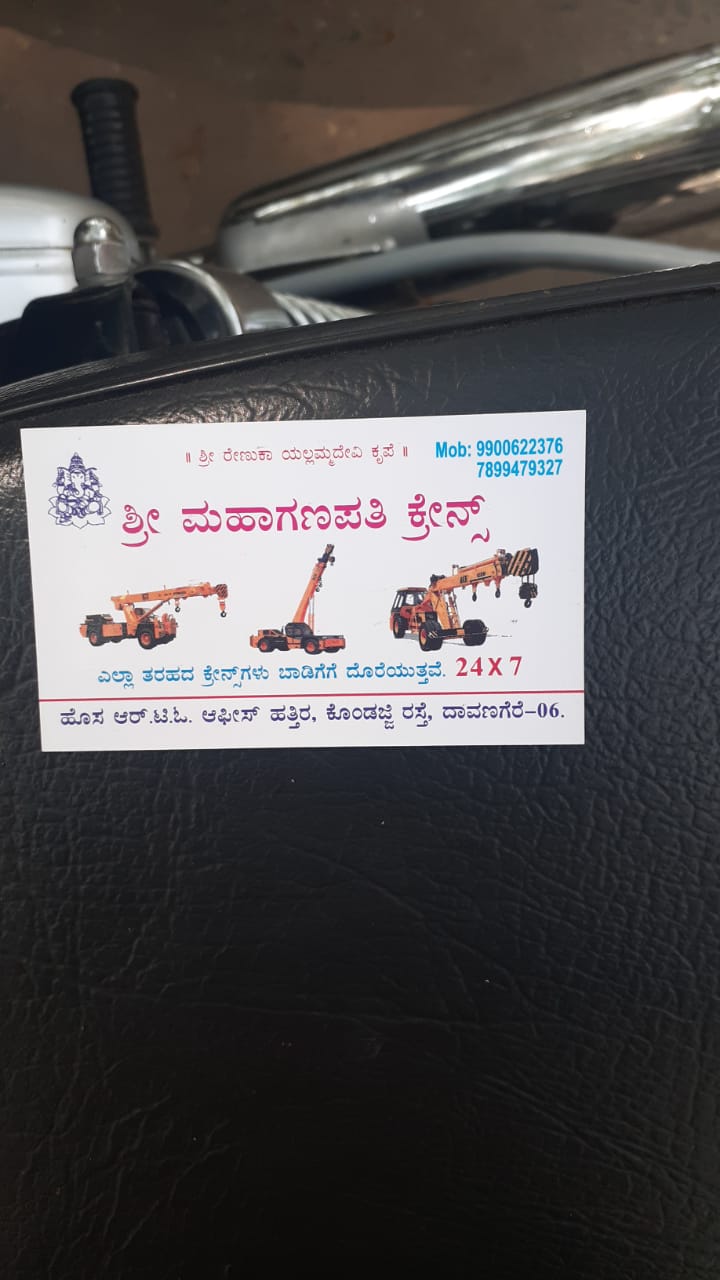 ॥ ಶ್ರೀ ರೇಣುಕಾ ಯಲ್ಲಮ್ಮದೇವಿ ಕೃಪೆ ॥
Mob: 9900622376
7899479327
ಶ್ರೀ ಮಹಾಗಣಪತಿ ಕ್ರೇನ್ಸ್
ಎಲ್ಲಾ ತರಹದ ಕ್ರೇನ್ಸ್‌ಗಳು ಬಾಡಿಗೆಗೆ ದೊರೆಯುತ್ತವೆ. 24 X 7
ಹೊಸ ಆರ್.ಟಿ.ಓ. ಆಫೀಸ್ ಹತ್ತಿರ, ಕೊಂಡಜ್ಜಿ ರಸ್ತೆ, ದಾವಣಗೆರೆ-06.